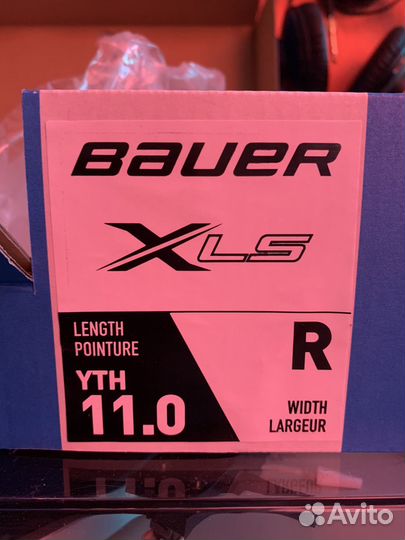 BAUER
XLS
LENGTH
POINTURE
YTH
11.0
R
WIDTH
LARGEUR
Avito